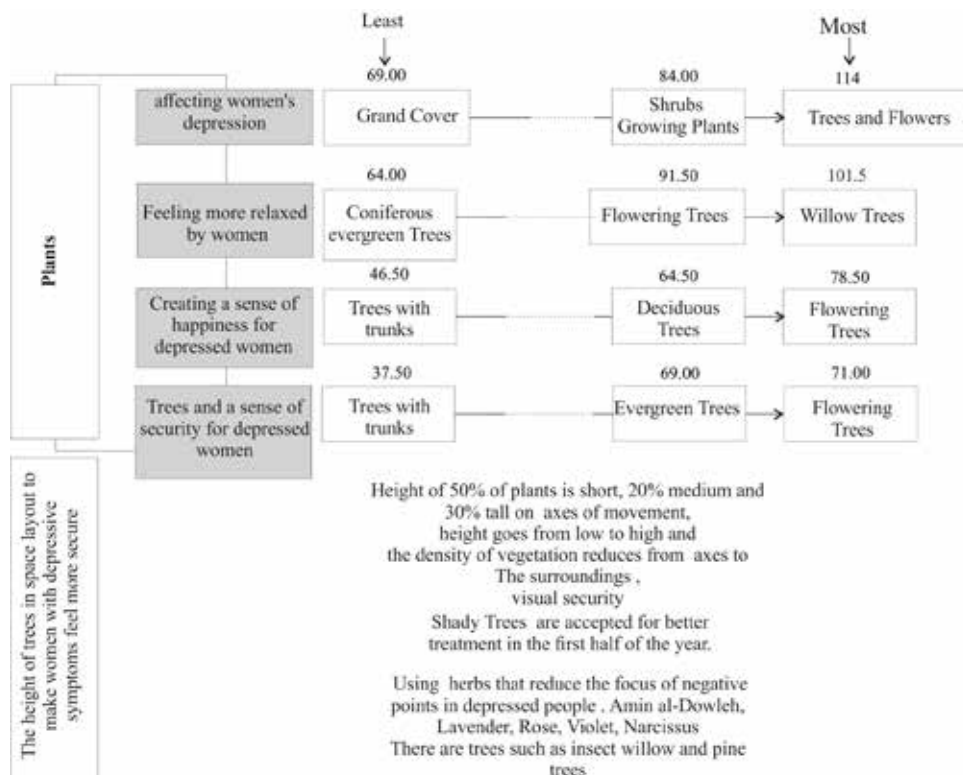 Least
Most
69.00
84.00
114
affecting women's
depression
Grand Cover
Shrubs
Growing Plants
Trees and Flowers
64.00
91.50
101.5
Feeling more relaxed
by women
Coniferous
evergreen Trees
Flowering Trees
Willow Trees
46.50
64.50
78.50
Creating a sense of
happiness for
depressed women
Trees with
trunks
Deciduous
Trees
Flowering
Trees
37.50
69.00
71.00
Trees and a sense of
security for depressed
women
Trees with
trunks
Evergreen Trees
Flowering
Trees
Plants
The height of trees in space layout to
make women with depressive
symptoms feel more secure
Height of 50% of plants is short, 20% medium and
30% tall on axes of movement,
height goes from low to high and
the density of vegetation reduces from axes to
The surroundings ,
visual security
Shady Trees are accepted for better
treatment in the first half of the year.
Using herbs that reduce the focus of negative
points in depressed people . Amin al-Dowleh,
Lavender, Rose, Violet, Narcissus
There are trees such as insect willow and pine
trees